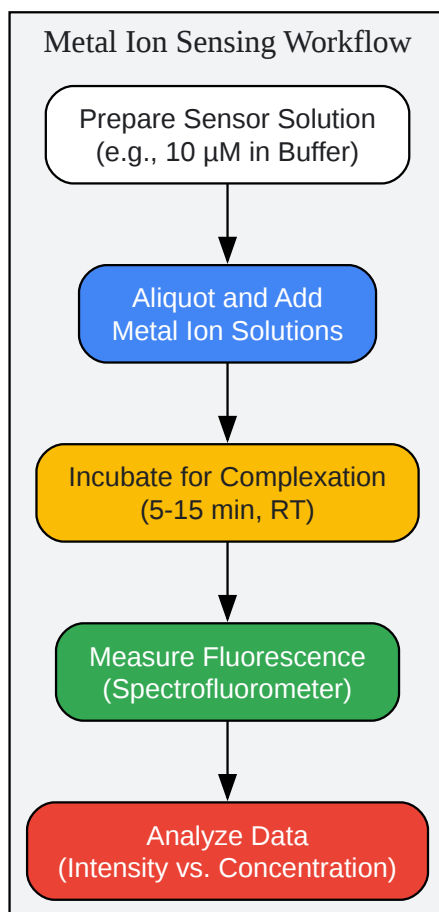 Metal Ion Sensing Workflow
Prepare Sensor Solution
(e.g., 10 µM in Buffer)
Aliquot and Add
Metal Ion Solutions
Incubate for Complexation
(5-15 min, RT)
Measure Fluorescence
(Spectrofluorometer)
Analyze Data
(Intensity vs. Concentration)